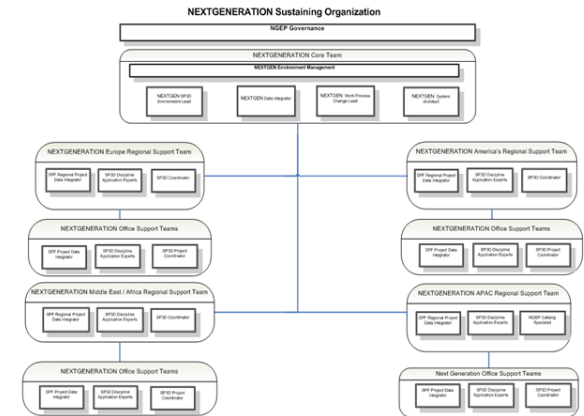 NEXTGENERATION Sustaining Organization
NGEP Governance
NEXTGENERATION Core Team
NEXTGEN Environment Management
NEXTGEN SP3D
Environment Lead
NEXTGEN Data Integrator
NEXTGEN Work Process
Change Lead
NEXTGEN System
Architect
NEXTGENERATION Europe Regional Support Team
SPF Regional Project
Data Integrator
SP3D Discipline
Application Experts
SP3D Coordinator
NEXTGENERATION America's Regional Support Team
SPF Regional Project
Data Integrator
SP3D Discipline
Application Experts
SP3D Coordinator
NEXTGENERATION Office Support Teams
SPF Project Data
Integrator
SP3D Discipline
Application Experts
SP3D Project
Coordinator
NEXTGENERATION Office Support Teams
SPF Project Data
Integrator
SP3D Discipline
Application Experts
SP3D Project
Coordinator
NEXTGENERATION Middle East / Africa Regional Support Team
SPF Regional Project
Data Integrator
SP3D Discipline
Application Experts
SP3D Coordinator
NEXTGENERATION APAC Regional Support Team
SPF Regional Project
Data Integrator
SP3D Discipline
Application Experts
NGEP Catalog
Specialist
NEXTGENERATION Office Support Teams
SPF Project Data
Integrator
SP3D Discipline
Application Experts
SP3D Project
Coordinator
Next Generation Office Support Teams
SPF Project Data
Integrator
SP3D Discipline
Application Experts
SP3D Project
Coordinator